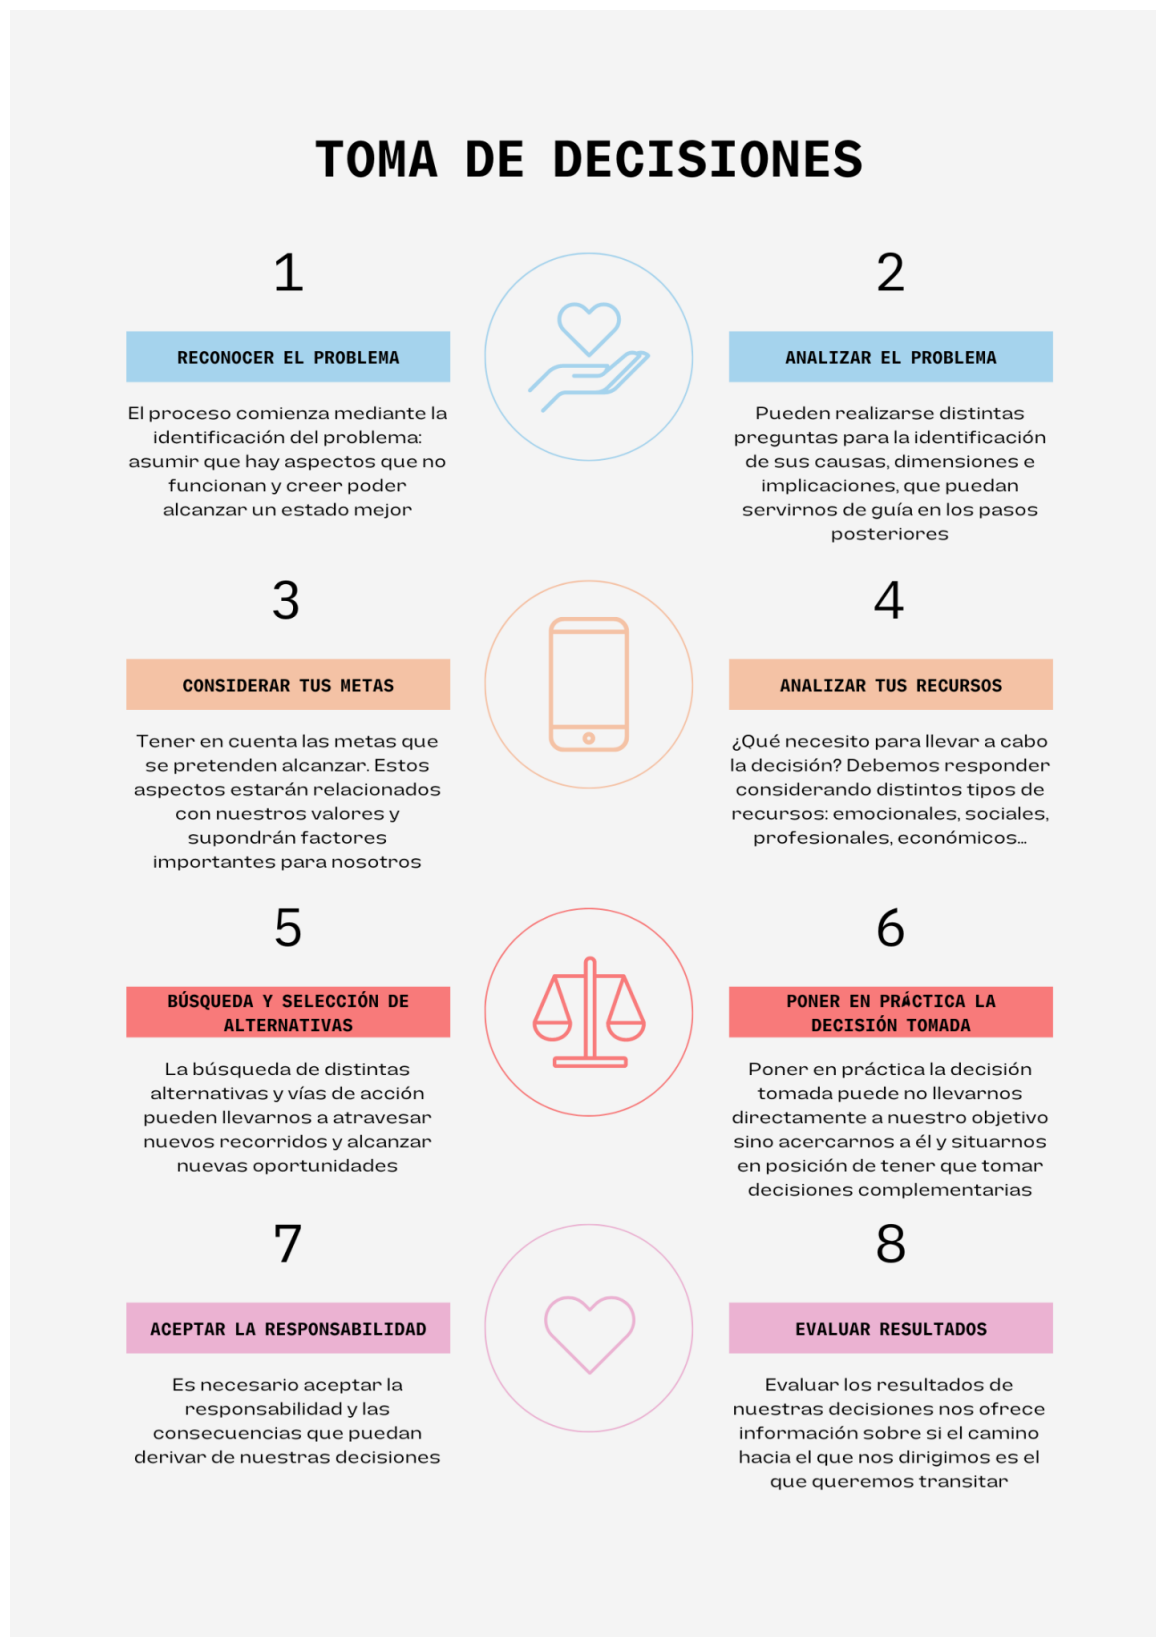 TOMA DE DECISIONES
1
RECONOCER EL PROBLEMA
El proceso comienza mediante la
identificación del problema:
asumir que hay aspectos que no
funcionan y creer poder
alcanzar un estado mejor
2
ANALIZAR EL PROBLEMA
Pueden realizarse distintas
preguntas para la identificación
de sus causas, dimensiones e
implicaciones, que puedan
servirnos de guía en los pasos
posteriores
3
CONSIDERAR TUS METAS
Tener en cuenta las metas que
se pretenden alcanzar. Estos
aspectos estarán relacionados
con nuestros valores y
supondrán factores
importantes para nosotros
4
ANALIZAR TUS RECURSOS
¿Qué necesito para llevar a cabo
la decisión? Debemos responder
considerando distintos tipos de
recursos: emocionales, sociales,
profesionales, económicos...
5
BÚSQUEDA Y SELECCIÓN DE
ALTERNATIVAS
La búsqueda de distintas
alternativas y vías de acción
pueden llevarnos a atravesar
nuevos recorridos y alcanzar
nuevas oportunidades
6
PONER EN PRÁCTICA LA
DECISIÓN TOMADA
Poner en práctica la decisión
tomada puede no llevarnos
directamente a nuestro objetivo
sino acercarnos a él y situarnos
en posición de tener que tomar
decisiones complementarias
7
ACEPTAR LA RESPONSABILIDAD
Es necesario aceptar la
responsabilidad y las
consecuencias que puedan
derivar de nuestras decisiones
8
EVALUAR RESULTADOS
Evaluar los resultados de
nuestras decisiones nos ofrece
información sobre si el camino
hacia el que nos dirigimos es el
que queremos transitar